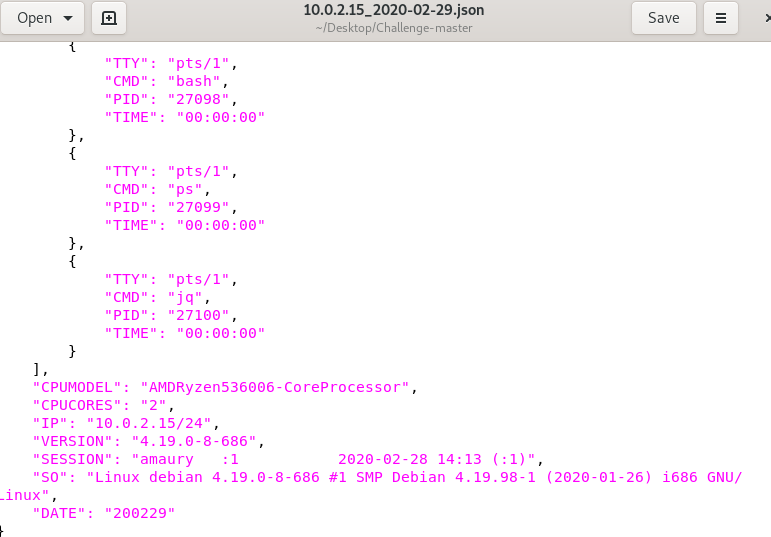 Open
10.0.2.15_2020-02-29.json
~/Desktop/Challenge-master
Save
{
"TTY": "pts/1",
"CMD": "bash",
"PID": "27098",
"TIME": "00:00:00"
},
{
"TTY": "pts/1",
"CMD": "ps",
"PID": "27099",
"TIME": "00:00:00"
},
{
"TTY": "pts/1",
"CMD": "jq",
"PID": "27100",
"TIME": "00:00:00"
}
],
"CPUMODEL": "AMDRyzen536006-CoreProcessor",
"CPUCORES": "2",
"IP": "10.0.2.15/24",
"VERSION": "4.19.0-8-686",
"SESSION": "amaury   :1           2020-02-28 14:13 (:1)",
"SO": "Linux debian 4.19.0-8-686 #1 SMP Debian 4.19.98-1 (2020-01-26) i686 GNU/
Linux",
"DATE": "200229"
}